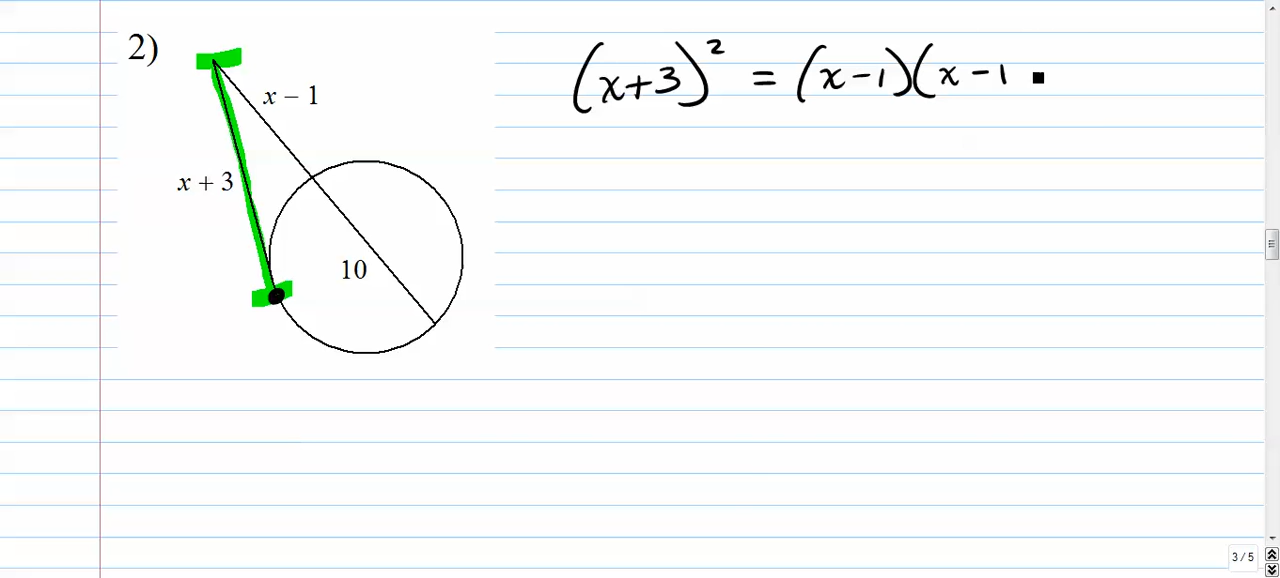 2)
(x+3)² = (x-1)(x-1
x – 1
x + 3
10
3 / 5